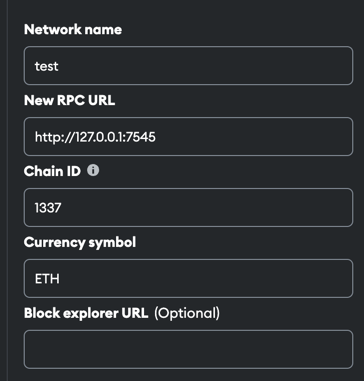 Network name
test
New RPC URL
http://127.0.0.1:7545
Chain ID
1337
Currency symbol
ETH
Block explorer URL (Optional)